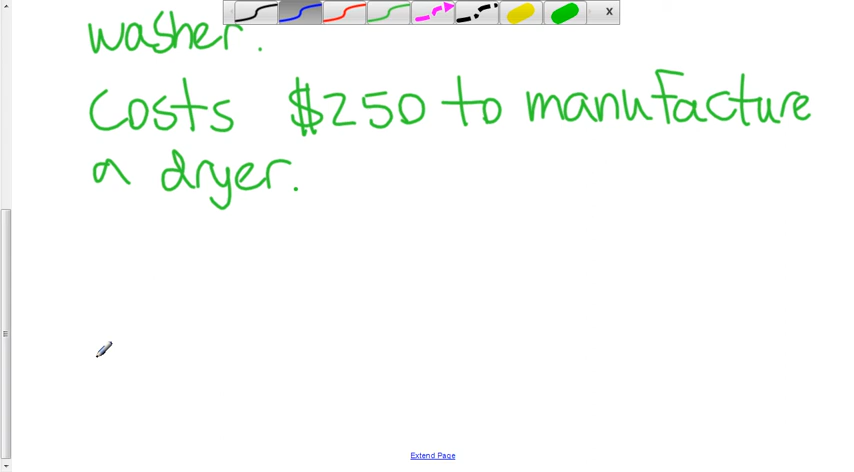 washer.
x
Costs $250 to manufacture
a dryer.
Extend Page